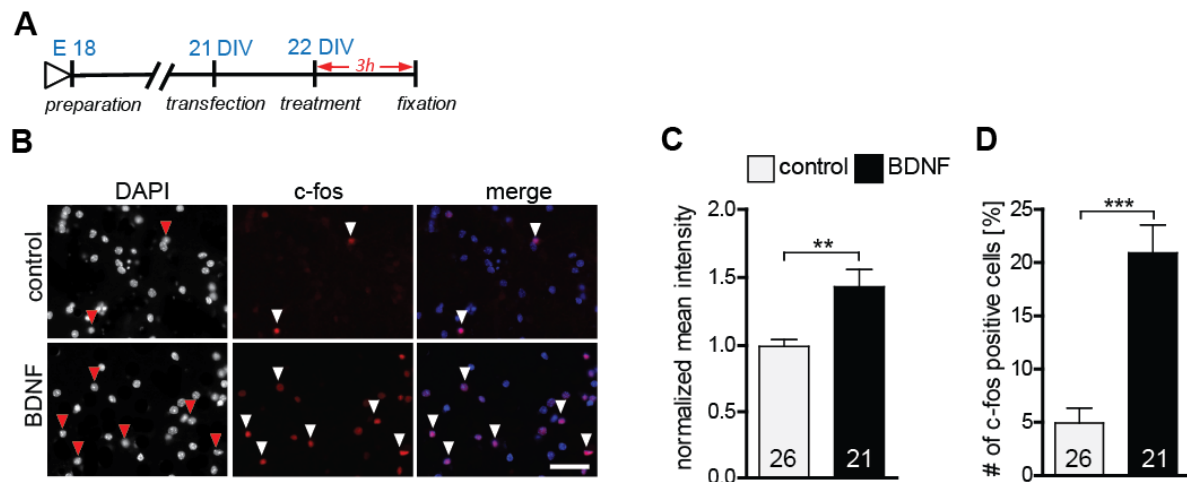 A
E 18
21 DIV
22 DIV
3h
preparation
transfection
treatment
fixation
B
DAPI
c-fos
merge
control
BDNF
C
D
control
BDNF
normalized mean intensity
2.0
1.5
1.0
0.5
0.0
**
26
21
# of c-fos positive cells [%]
25
20
15
10
5
0
***
26
21